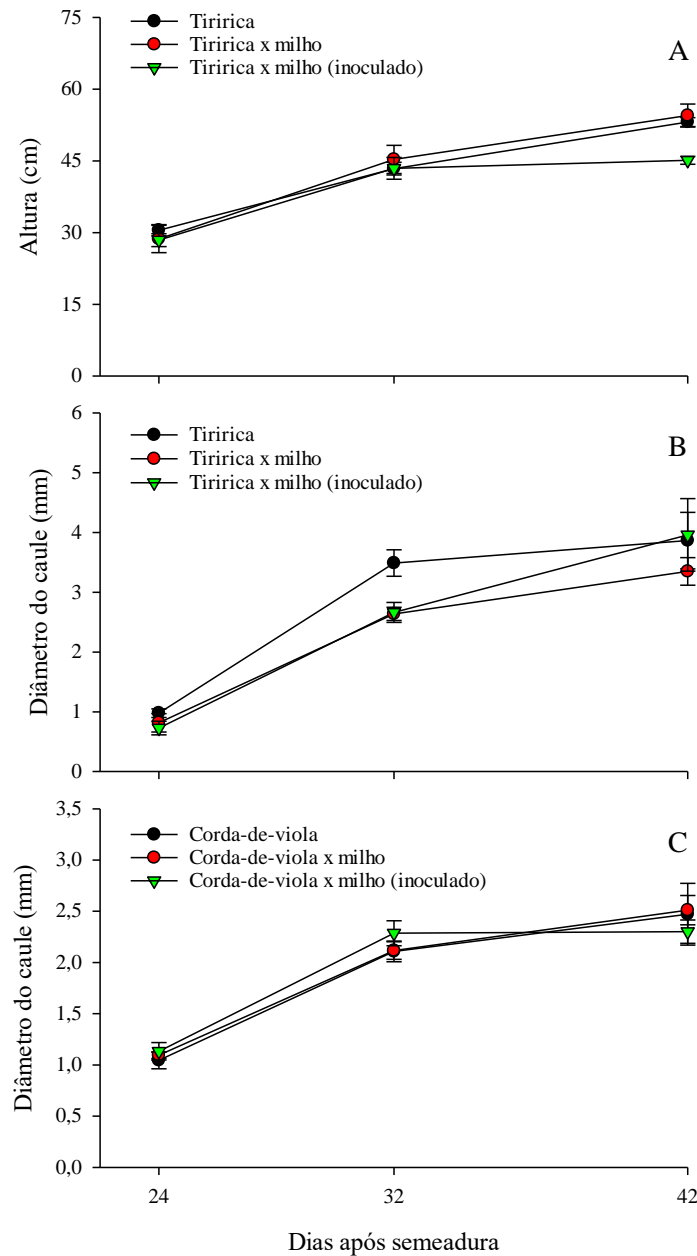 75
60
45
30
15
0
Altura (cm)
Tiririca
Tiririca x milho
Tiririca x milho (inoculado)
A
6
5
4
3
2
1
0
Diâmetro do caule (mm)
Tiririca
Tiririca x milho
Tiririca x milho (inoculado)
B
3,5
3,0
2,5
2,0
1,5
1,0
0,5
0,0
Diâmetro do caule (mm)
Corda-de-viola
Corda-de-viola x milho
Corda-de-viola x milho (inoculado)
C
24 32 42
Dias após semeadura